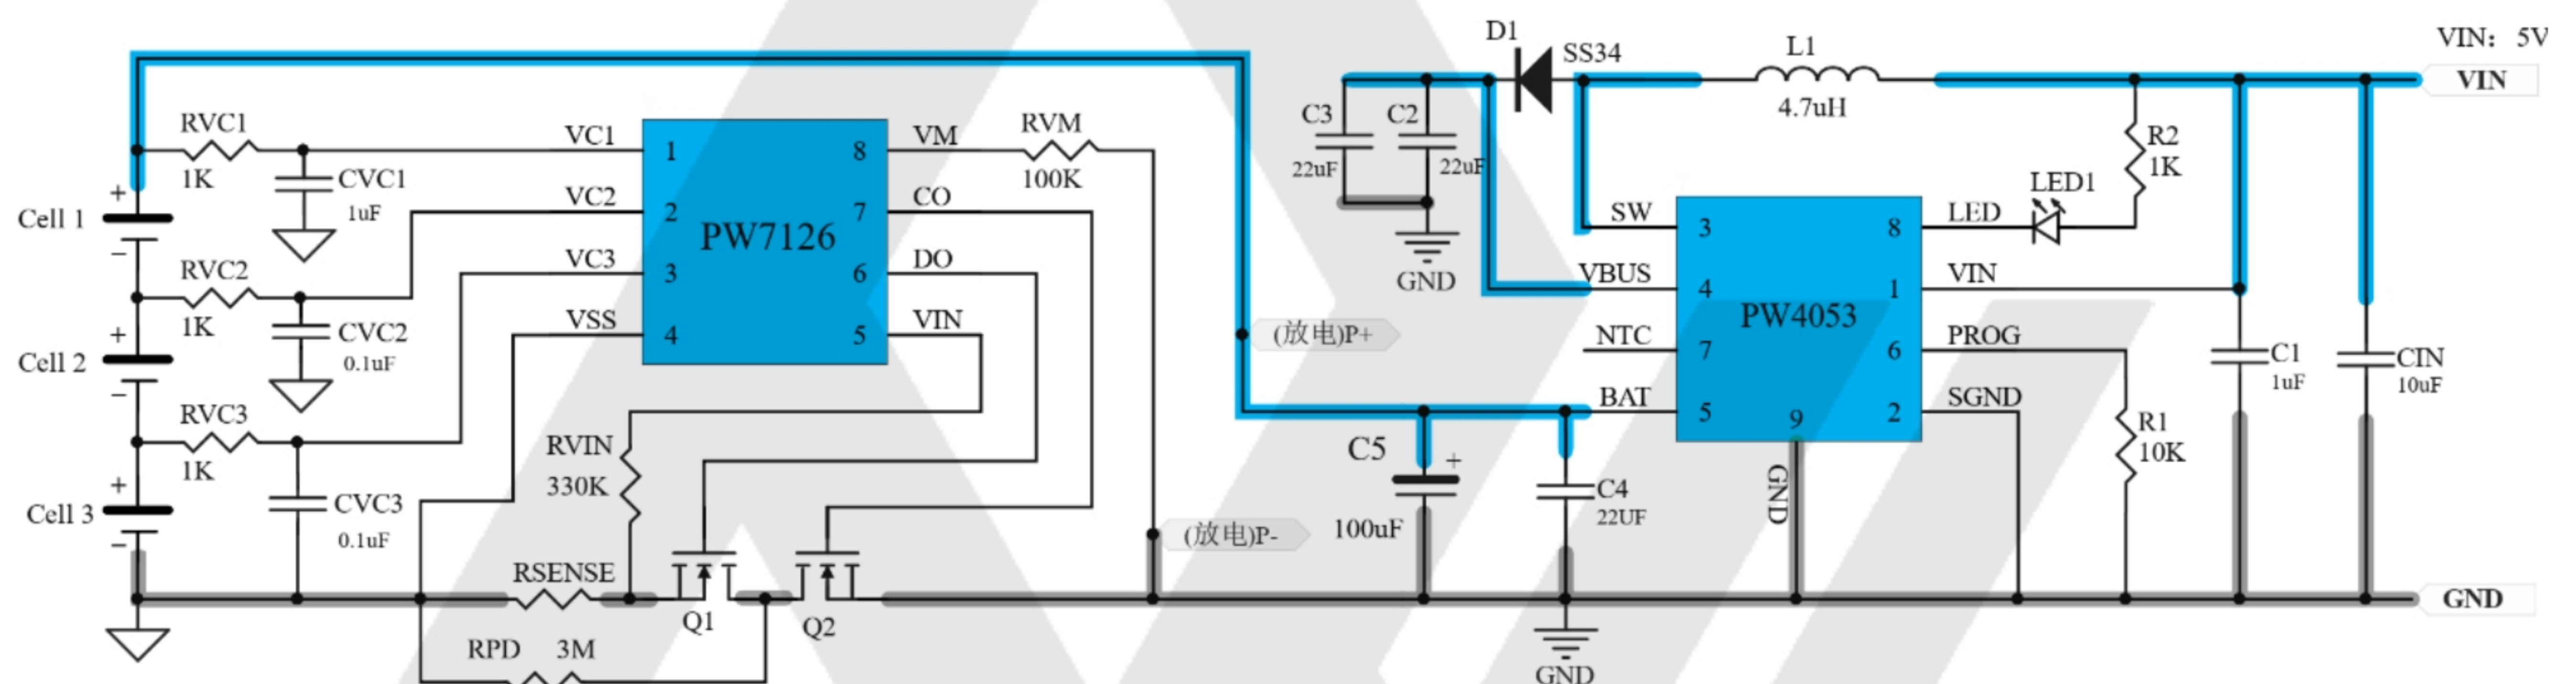 D1
SS34
L1
4.7uH
VIN: 5V
VIN
RVC1
1K
CVC1
1uF
VC1
VC2
VC3
VSS
1
2
3
4
PW7126
8
7
6
5
VM
CO
DO
VIN
RVM
100K
C3
22uF
C2
22uF
GND
R2
1K
LED1
+
Cell 1
−
RVC2
1K
CVC2
0.1uF
+
Cell 2
−
RVC3
1K
CVC3
0.1uF
+
Cell 3
−
RVIN
330K
RSENSE
Q1
Q2
RPD 3M
(放电)P+
(放电)P-
SW
VBUS
NTC
BAT
3
4
7
5
PW4053
9
8
1
6
2
LED
VIN
PROG
SGND
GND
C5
+
100uF
C4
22UF
R1
10K
C1
1uF
CIN
10uF
GND
GND